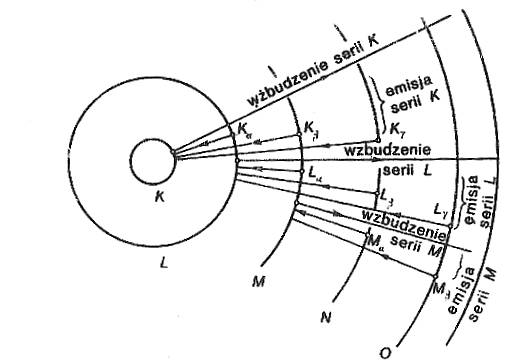 wżbudzenie serii K
emisja
serii K
Kα
Kβ
Kγ
wzbudzenie
serii L
K
Lα
Lβ
Lγ
emisja
serii L
wzbudzenie
serii M
Mα
Mβ
emisja
serii M
L
M
N
O